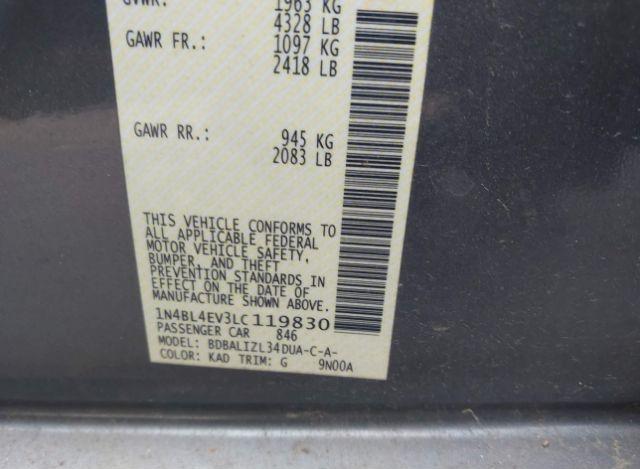 GVWR: 1963 KG
4328 LB
GAWR FR.: 1097 KG
2418 LB
GAWR RR.: 945 KG
2083 LB
THIS VEHICLE CONFORMS TO
ALL APPLICABLE FEDERAL
MOTOR VEHICLE SAFETY,
BUMPER, AND THEFT
PREVENTION STANDARDS IN
EFFECT ON THE DATE OF
MANUFACTURE SHOWN ABOVE.
1N4BL4EV3LC119830
PASSENGER CAR 846
MODEL: BDBALIZL34DUA-C-A-
COLOR: KAD TRIM: G 9N00A